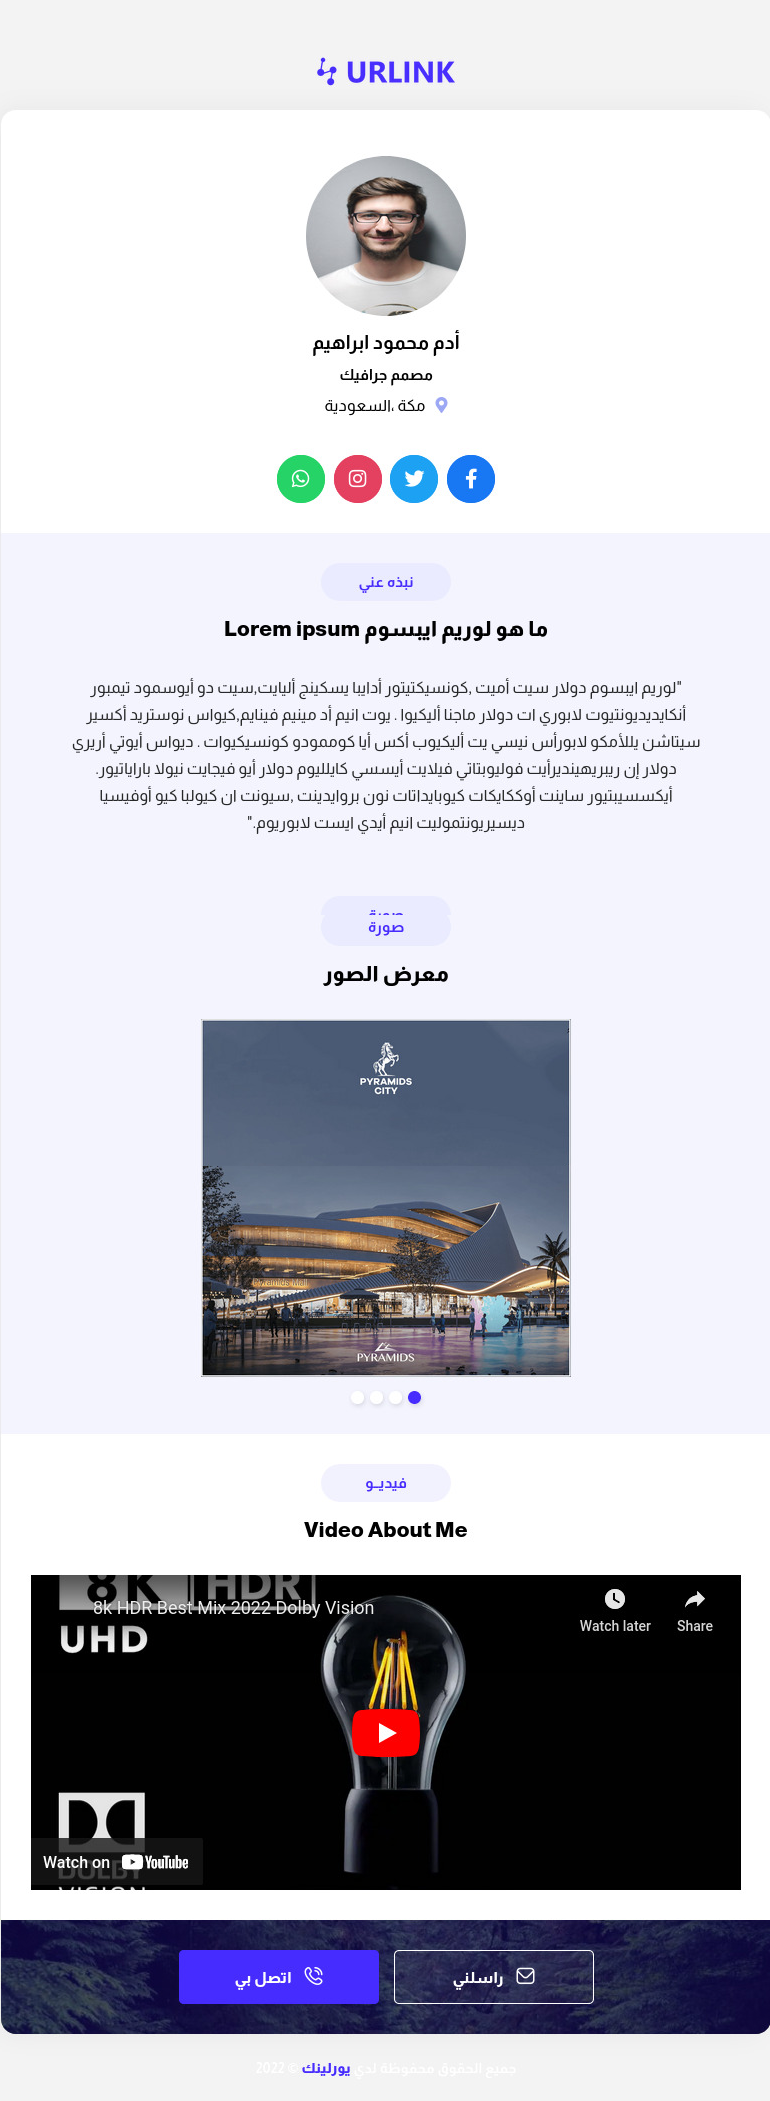 URLINK
أدم محمود ابراهيم
مصمم جرافيك
مكة ،السعودية
نبذه عني
ما هو لوريم ايبسوم Lorem ipsum
"لوريم ايبسوم دولار سيت أميت ,كونسيكتيتور أدايبا يسكينج أليايت,سيت دو أيوسمود تيمبور
أنكايديديونتيوت لابوري ات دولار ماجنا أليكيوا . يوت انيم أد مينيم فينايم,كيواس نوستريد أكسير
سيتاشن يللأمكو لابورأس نيسي يت أليكيوب أكس أيا كوممودو كونسيكيوات . ديواس أيوتي أريري
دولار إن ريبريهينديرأيت فوليوبتاتي فيلايت أيسسي كايلليوم دولار أيو فيجايت نيولا باراياتيور.
أيكسسيبتيور ساينت أوككايكات كيوبايداتات نون بروايدينت ,سيونت ان كيولبا كيو أوفيسيا
ديسيريونتموليت انيم أيدي ايست لابوريوم."
صورة
صورة
معرض الصور
PYRAMIDS
CITY
Pyramids Mall
PYRAMIDS
فيديــو
Video About Me
8K HDR
8k HDR Best Mix 2022 Dolby Vision
Watch later
Share
UHD
Watch on YouTube
DOLBY
VISION
راسلني
اتصل بي
جميع الحقوق محفوظة لدي يورلينك © 2022